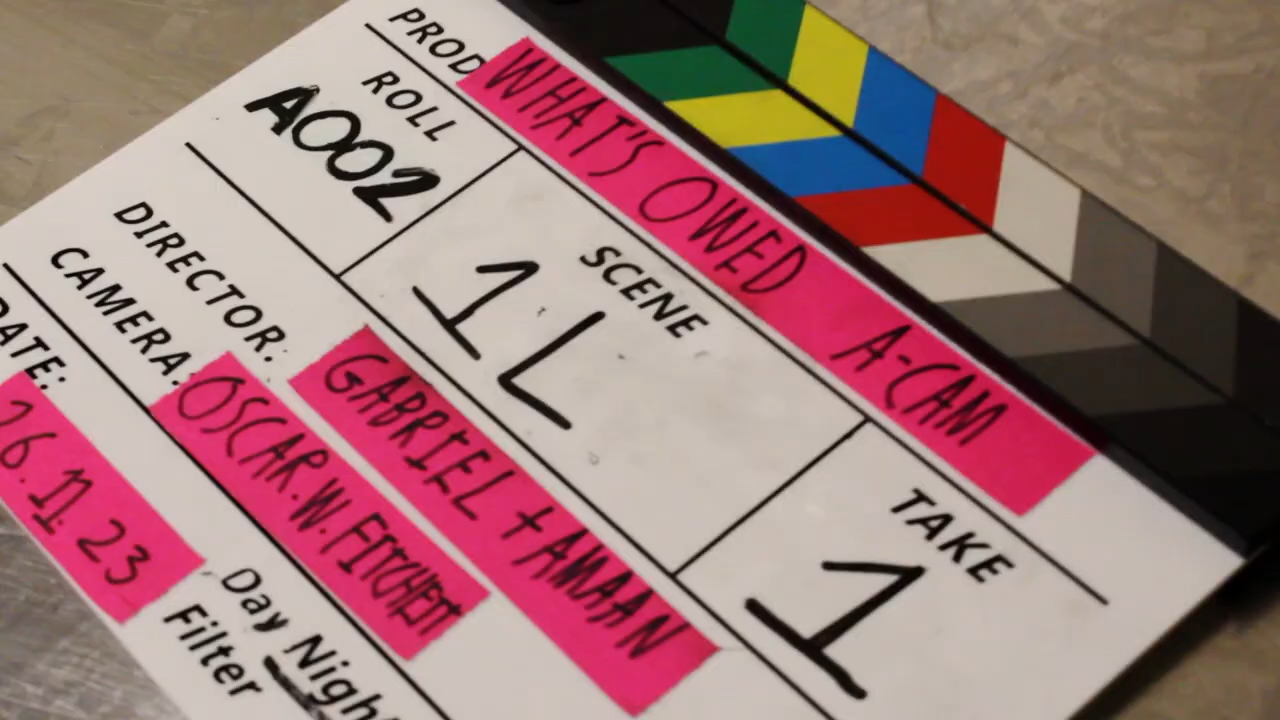 PROD
WHAT'S OWED A-CAM
ROLL
A002
SCENE
1L
TAKE
1
DIRECTOR:
GABRIEL + AMAAN
CAMERA:
OSCAR.W.FITCHETT
DATE:
26.11.23
Day Night
Filter